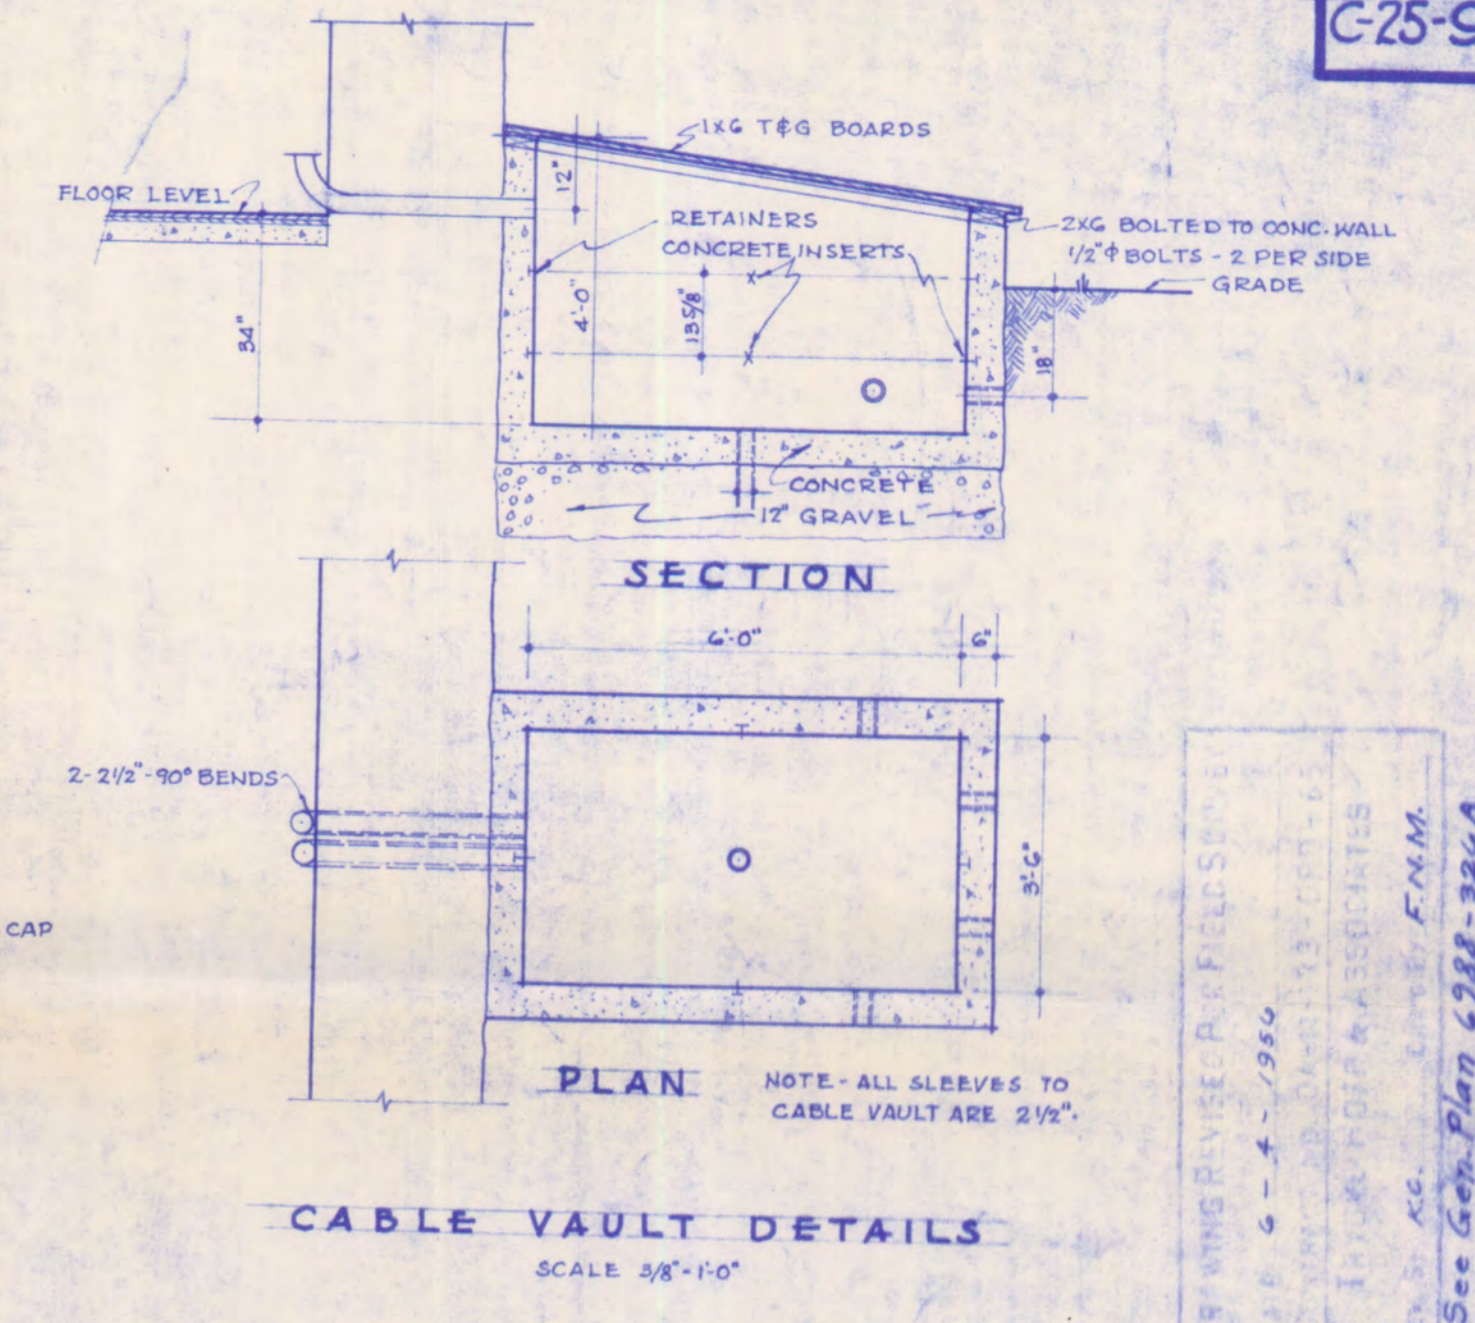 C-25-
1X6 T&G BOARDS
FLOOR LEVEL
12"
RETAINERS
CONCRETE INSERTS
2X6 BOLTED TO CONC. WALL
1/2"Φ BOLTS - 2 PER SIDE
GRADE
34"
4'-0"
13 5/8"
18"
CONCRETE
12" GRAVEL
SECTION
6'-0"
6"
2-2 1/2"-90° BENDS
3'-6"
CAP
PLAN
NOTE - ALL SLEEVES TO
CABLE VAULT ARE 2 1/2".
CABLE VAULT DETAILS
SCALE 3/8"-1'-0"
6-4-1956
K.G.
F.N.M.
See Gen. Plan 6988-326A